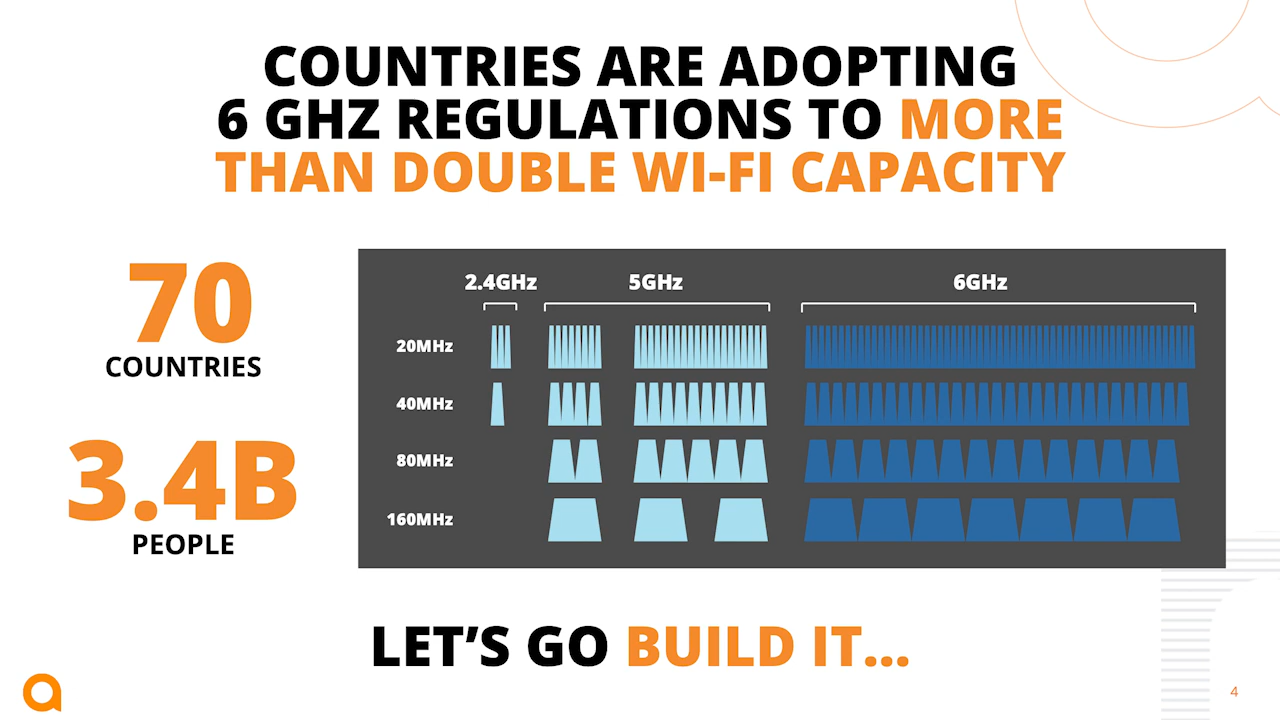 COUNTRIES ARE ADOPTING
6 GHZ REGULATIONS TO MORE
THAN DOUBLE WI-FI CAPACITY
70
COUNTRIES
3.4B
PEOPLE
2.4GHz 5GHz 6GHz
20MHz
40MHz
80MHz
160MHz
LET’S GO BUILD IT...
4